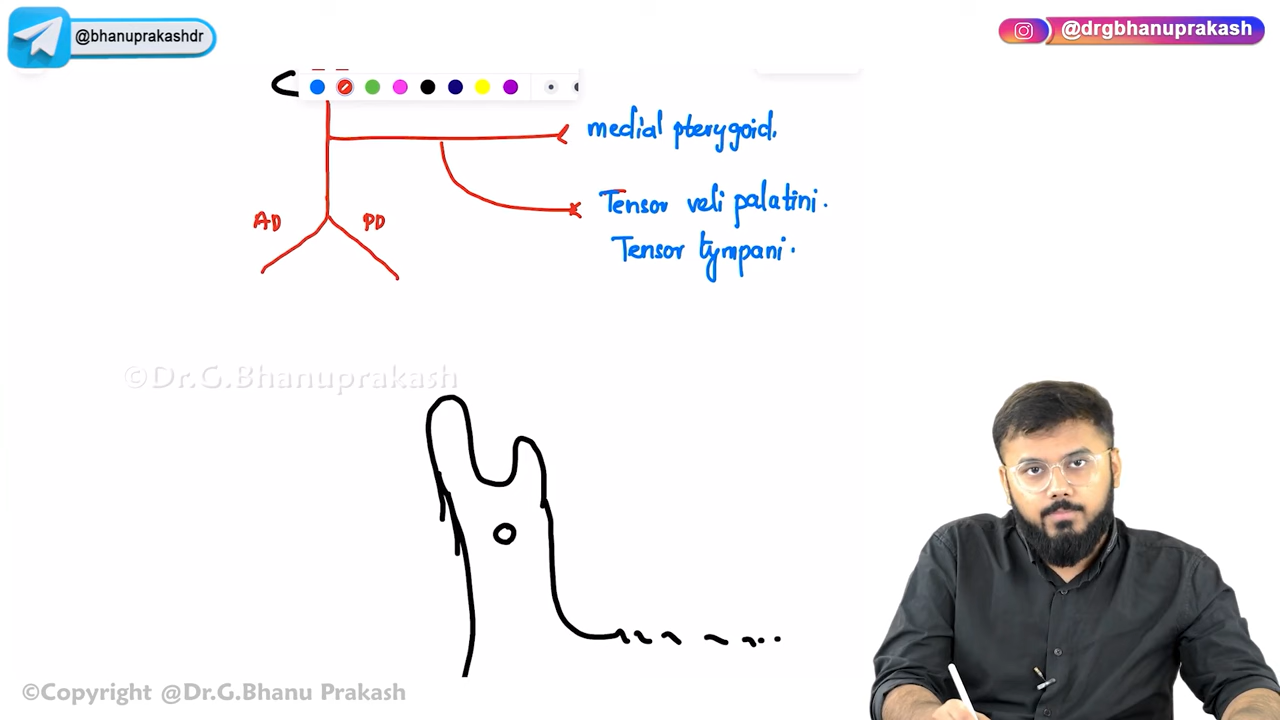 @bhanuprakashdr
@drgbhanuprakash
medial pterygoid.
Tensor veli palatini.
AD PD
Tensor tympani.
©Dr.G.Bhanuprakash
©Copyright @Dr.G.Bhanu Prakash